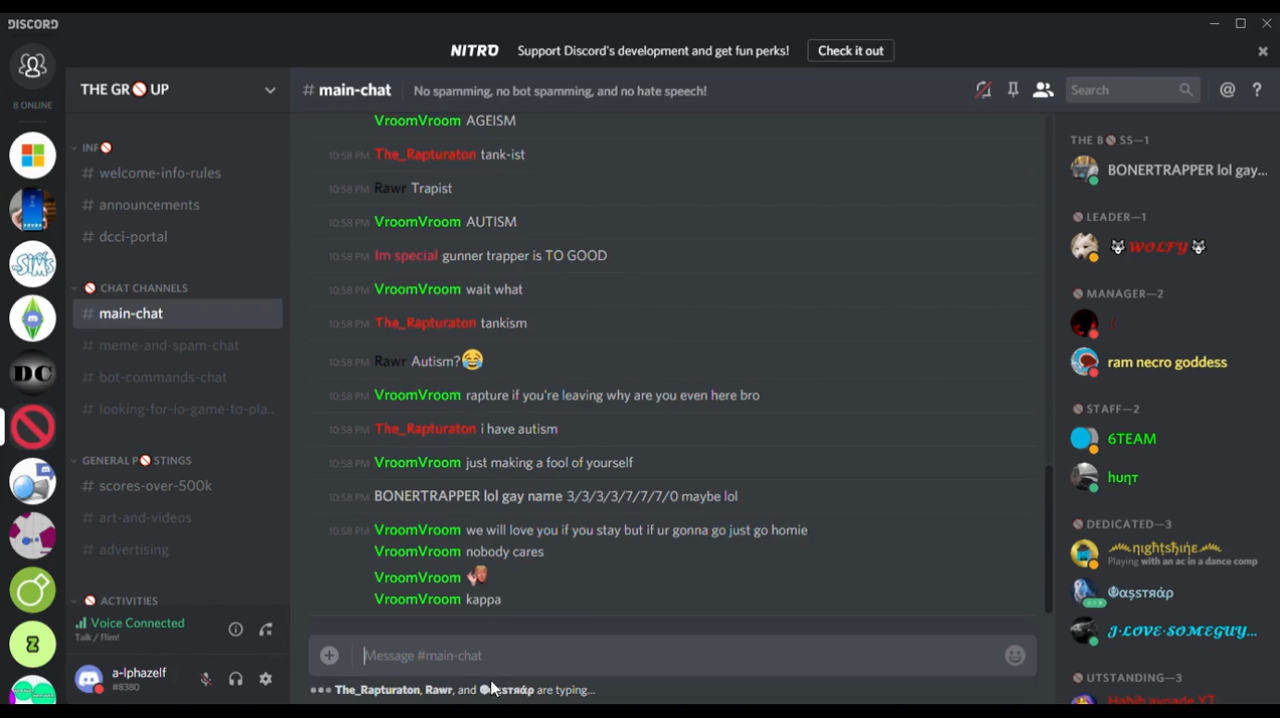 DISCORD
NITRO Support Discord's development and get fun perks! Check it out
8 ONLINE
THE GR🚫UP
INF🚫
# welcome-info-rules
# announcements
# dcci-portal
🚫 CHAT CHANNELS
# main-chat
# meme-and-spam-chat
# bot-commands-chat
# looking-for-io-game-to-pla..
GENERAL P🚫STINGS
# scores-over-500k
# art-and-videos
# advertising
🚫 ACTIVITIES
Voice Connected
Talk / Flim!
a-lphazelf
#8380
SIMS
DC
Z
# main-chat No spamming, no bot spamming, and no hate speech!
Search @ ?
VroomVroom AGEISM
10:58 PM The_Rapturaton tank-ist
10:58 PM Rawr Trapist
10:58 PM VroomVroom AUTISM
10:58 PM Im special gunner trapper is TO GOOD
10:58 PM VroomVroom wait what
10:58 PM The_Rapturaton tankism
10:58 PM Rawr Autism?😂
10:58 PM VroomVroom rapture if you're leaving why are you even here bro
10:58 PM The_Rapturaton i have autism
10:58 PM VroomVroom just making a fool of yourself
10:58 PM BONERTRAPPER lol gay name 3/3/3/3/7/7/7/0 maybe lol
10:58 PM VroomVroom we will love you if you stay but if ur gonna go just go homie
VroomVroom nobody cares
VroomVroom
VroomVroom kappa
Message #main-chat
The_Rapturaton, Rawr, and are typing...
THE B🚫SS—1
BONERTRAPPER lol gay...
🚫 LEADER—1
🐺 𝓦𝓞𝓛𝓕𝓨 🐺
🚫 MANAGER—2
:(
ram necro goddess
🚫 STAFF—2
6TEAM
hυηт
🚫 DEDICATED—3
ηιgћтsђιηε
Playing with an ac in a dance comp
Φαşѕтяάρ
𝓙•𝓛𝓞𝓥𝓔•𝓢𝓞𝓜𝓔𝓖𝓤𝓨...
🚫 UTSTANDING—3